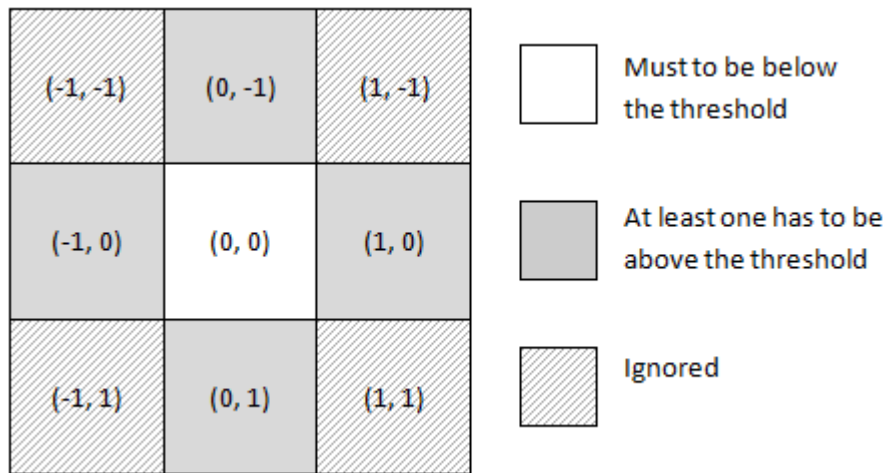 (-1, -1) (0, -1) (1, -1)
(-1, 0) (0, 0) (1, 0)
(-1, 1) (0, 1) (1, 1)
Must to be below
the threshold
At least one has to be
above the threshold
Ignored